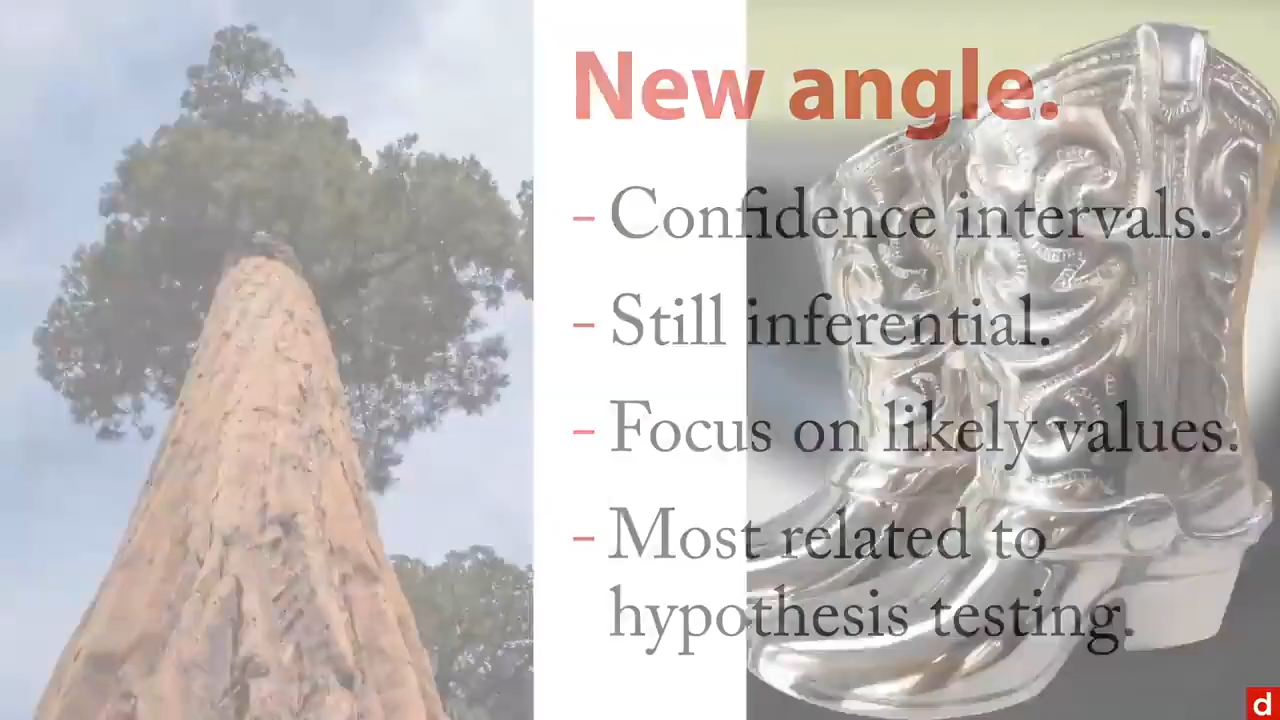 New angle.
- Confidence intervals.
- Still inferential.
- Focus on likely values.
- Most related to
hypothesis testing.
d